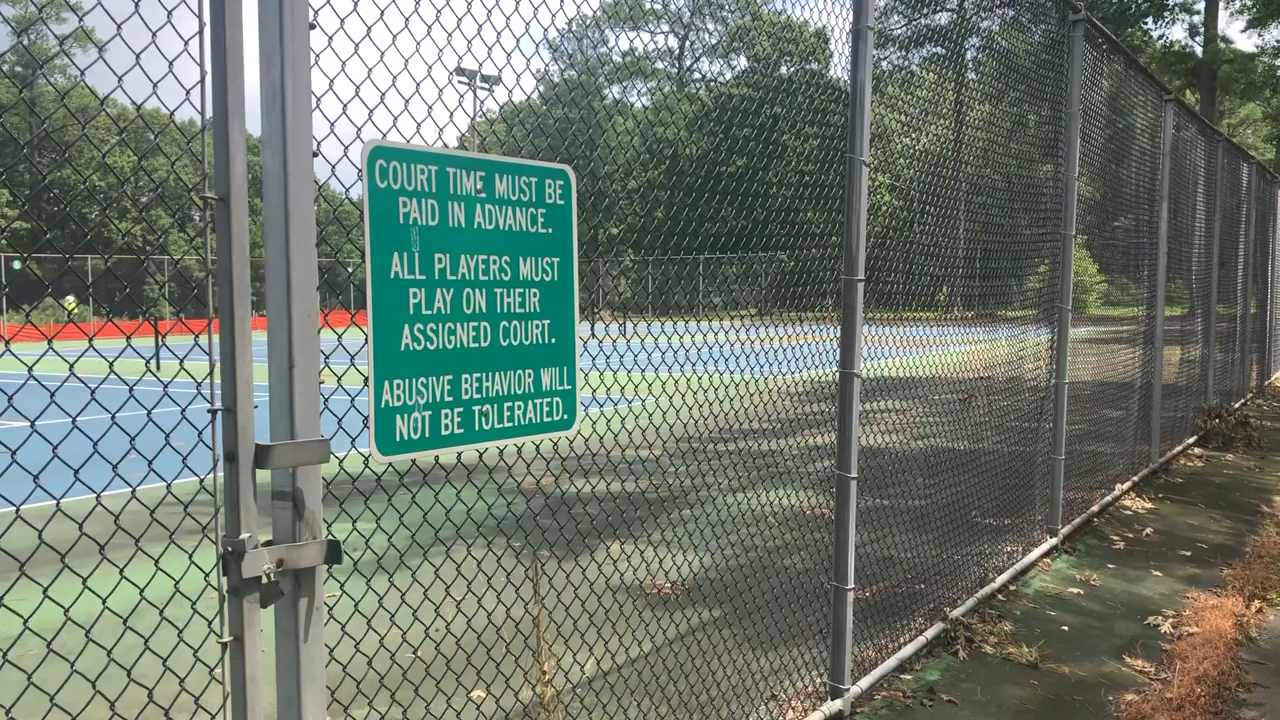 COURT TIME MUST BE
PAID IN ADVANCE.
ALL PLAYERS MUST
PLAY ON THEIR
ASSIGNED COURT.
ABUSIVE BEHAVIOR WILL
NOT BE TOLERATED.